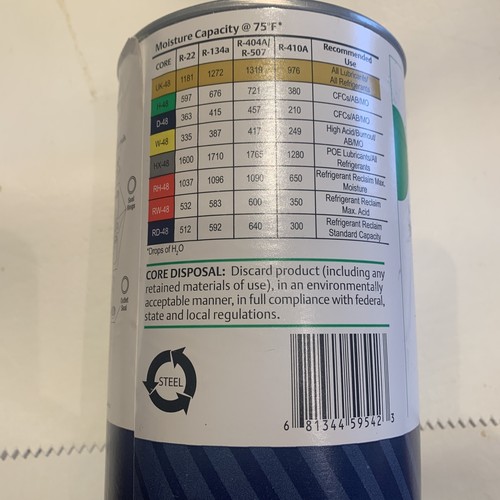 Moisture Capacity @ 75°F*
CORE R-22 R-134a R-404A/ R-507 R-410A Recommended Use
UK-48 1181 1272 1319 976 All Lubricants/ All Refrigerants
H-48 597 676 721 380 CFCs/AB/MO
D-48 363 415 457 210 CFCs/AB/MO
W-48 335 387 417 249 High Acid/Burnout/ AB/MO
HX-48 1600 1710 1765 1280 POE Lubricants/All Refrigerants
RH-48 1037 1096 1090 650 Refrigerant Reclaim Max. Moisture
RW-48 532 583 600 350 Refrigerant Reclaim Max. Acid
RD-48 512 592 640 300 Refrigerant Reclaim Standard Capacity
*Drops of H₂O
CORE DISPOSAL: Discard product (including any
retained materials of use), in an environmentally
acceptable manner, in full compliance with federal,
state and local regulations.
STEEL
6 81344 59542 3